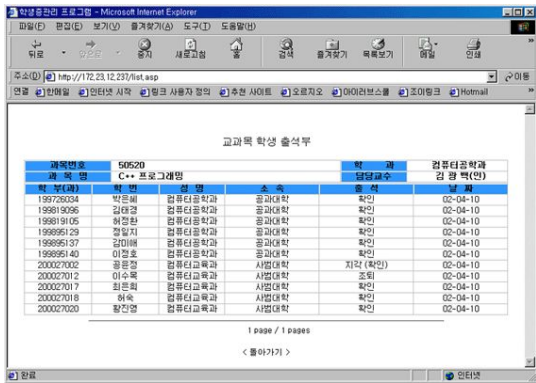 학생증관리 프로그램 - Microsoft Internet Explorer
파일(F) 편집(E) 보기(V) 즐겨찾기(A) 도구(T) 도움말(H)
뒤로 앞으로 중지 새로고침 홈 검색 즐겨찾기 목록보기 메일 인쇄
주소(D) http://172,23,12,237/list,asp 이동
연결 한메일 인터넷 시작 링크 사용자 정의 추천 사이트 오르지오 마이러브스쿨 조이링크 Hotmail
교과목 학생 출석부
과목번호 50520 학 과 컴퓨터공학과
과 목 명 C++ 프로그래밍 담당교수 김 광 백(인)
학 부(과) 학 번 성 명 소 속 출 석 날 짜
199726034 박은혜 컴퓨터공학과 공과대학 확인 02-04-10
199819096 김태경 컴퓨터공학과 공과대학 확인 02-04-10
199819105 허정환 컴퓨터공학과 공과대학 확인 02-04-10
199895129 정일지 컴퓨터공학과 공과대학 확인 02-04-10
199895137 강미애 컴퓨터공학과 공과대학 확인 02-04-10
199895140 이정호 컴퓨터공학과 공과대학 확인 02-04-10
200027002 공은정 컴퓨터교육과 사범대학 지각 (확인) 02-04-10
200027012 이수목 컴퓨터교육과 사범대학 조퇴 02-04-10
200027017 최은희 컴퓨터교육과 사범대학 확인 02-04-10
200027018 허숙 컴퓨터교육과 사범대학 확인 02-04-10
200027020 황진영 컴퓨터교육과 사범대학 확인 02-04-10
1 page / 1 pages
< 돌아가기 >
완료 인터넷